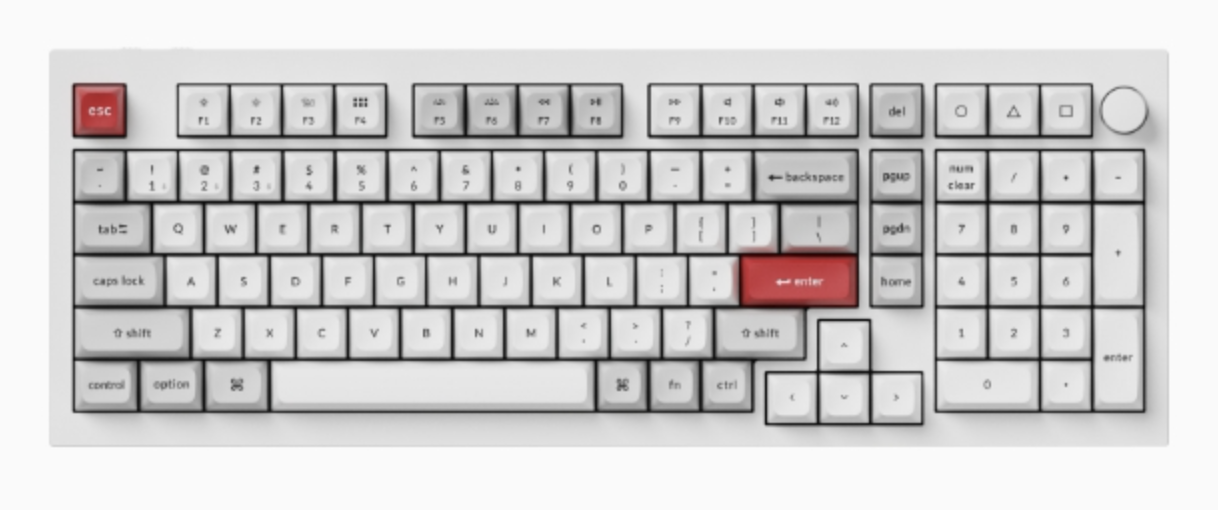 esc F1 F2 F3 F4 F5 F6 F7 F8 F9 F10 F11 F12 del
! @ # $ % ^ & * ( ) + 
1 2 3 4 5 6 7 8 9 0 - = backspace pgup num clear / * -
tab Q W E R T Y U I O P { [ } ] | \ pgdn 7 8 9 +
caps lock A S D F G H J K L : ; " ' enter home 4 5 6
shift Z X C V B N M < , > . ? / shift ^ 1 2 3 enter
control option ⌘ ⌘ fn ctrl < > 0 .